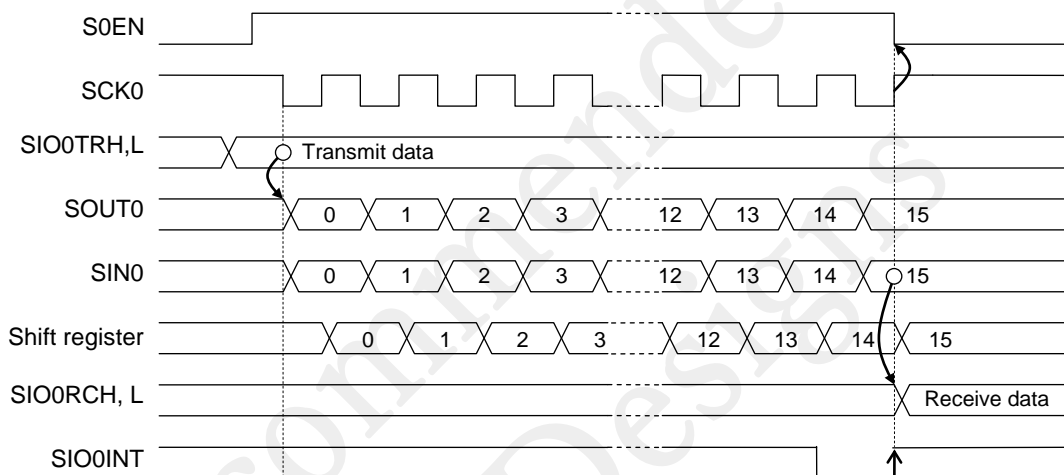 S0EN
SCK0
SIO0TRH,L
Transmit data
SOUT0
0 1 2 3 12 13 14 15
SIN0
0 1 2 3 12 13 14 15
Shift register
0 1 2 3 12 13 14 15
SIO0RCH, L
Receive data
SIO0INT